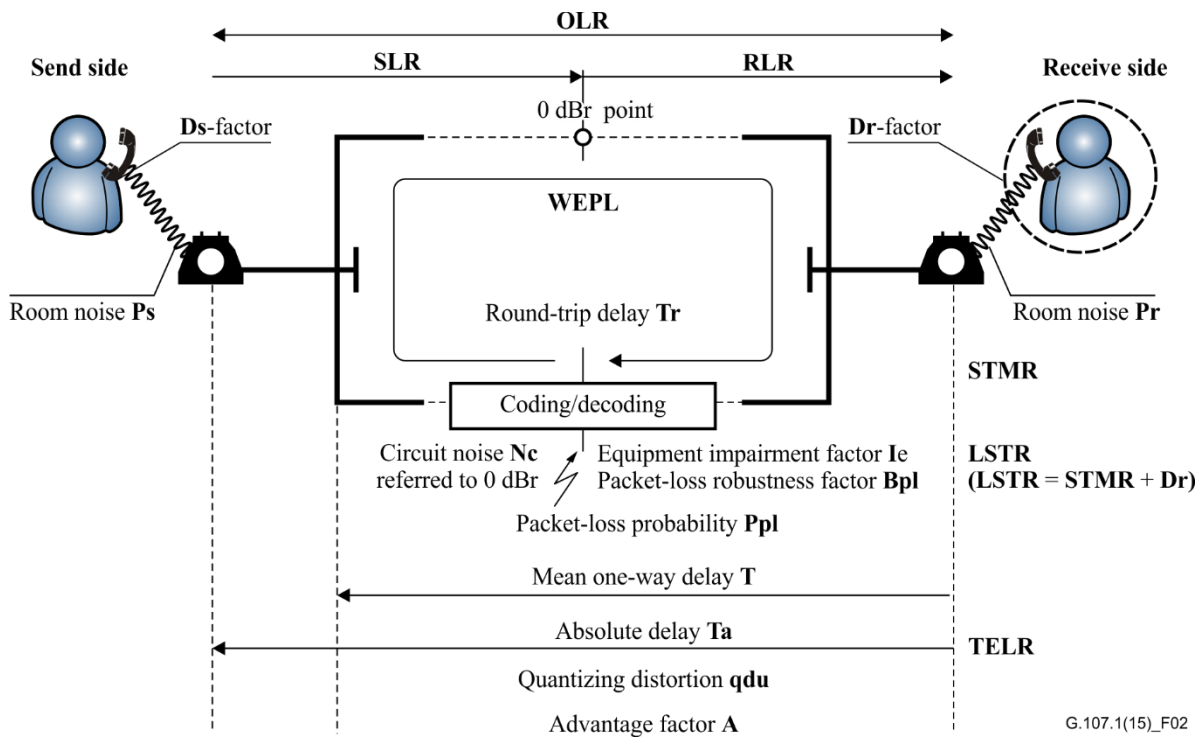 OLR
Send side
SLR
RLR
Receive side
0 dBr point
Ds-factor
Dr-factor
WEPL
Room noise Ps
Round-trip delay Tr
Room noise Pr
STMR
Coding/decoding
Circuit noise Nc
referred to 0 dBr
Equipment impairment factor Ie
Packet-loss robustness factor Bpl
LSTR
(LSTR = STMR + Dr)
Packet-loss probability Ppl
Mean one-way delay T
Absolute delay Ta
TELR
Quantizing distortion qdu
Advantage factor A
G.107.1(15)_F02